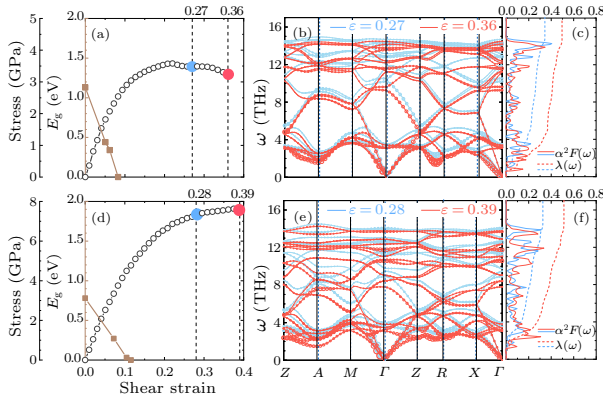 0.27 0.36
5 2.0 (a)
4 1.5
3 1.0
2
1 0.5
0 0
Stress (GPa)
E_g (eV)
16 (b) ε = 0.27 ε = 0.36
12
8
4
0
ω (THz)
0.0 0.2 0.4 0.6 0.8
(c)
α²F(ω)
λ(ω)
0.28 0.39
8 2.0 (d)
6 1.5
4 1.0
2 0.5
0 0.0
Stress (GPa)
E_g (eV)
0.0 0.1 0.2 0.3 0.4
Shear strain
16 (e) ε = 0.28 ε = 0.39
12
8
4
0
ω (THz)
Z A M Γ Z R X Γ
0.0 0.2 0.4 0.6 0.8
(f)
α²F(ω)
λ(ω)